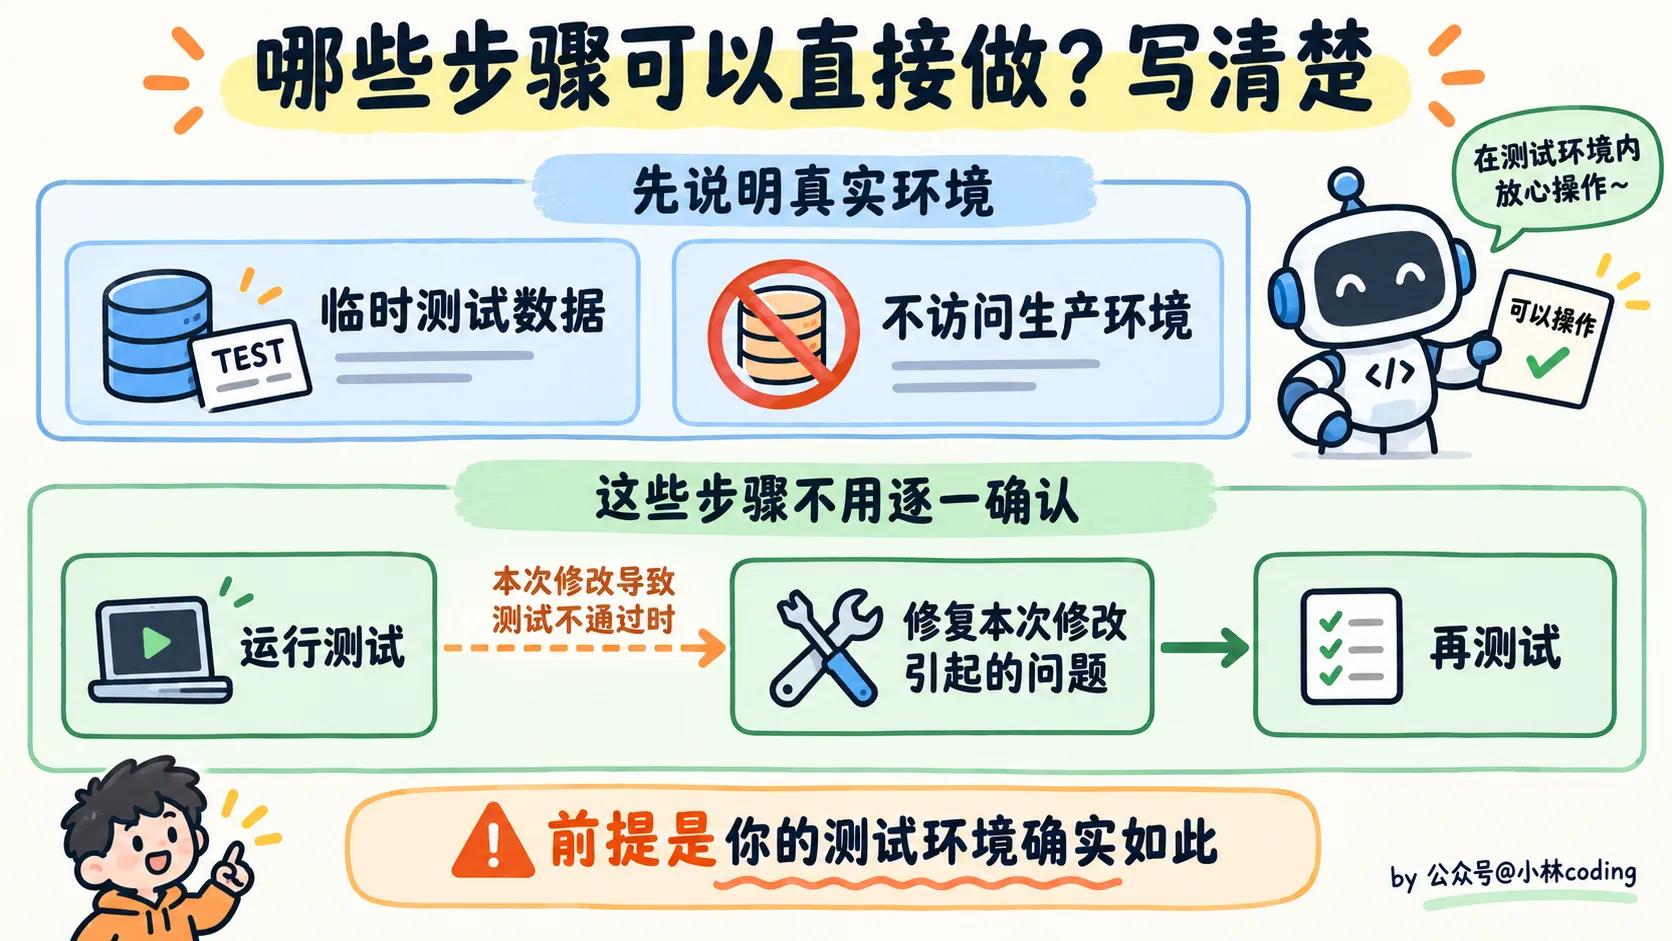 哪些步骤可以直接做？写清楚
在测试环境内
放心操作~
先说明真实环境
TEST
临时测试数据
不访问生产环境
可以操作
</>
这些步骤不用逐一确认
运行测试
本次修改导致
测试不通过时
修复本次修改
引起的问题
再测试
前提是你的测试环境确实如此
by 公众号@小林coding